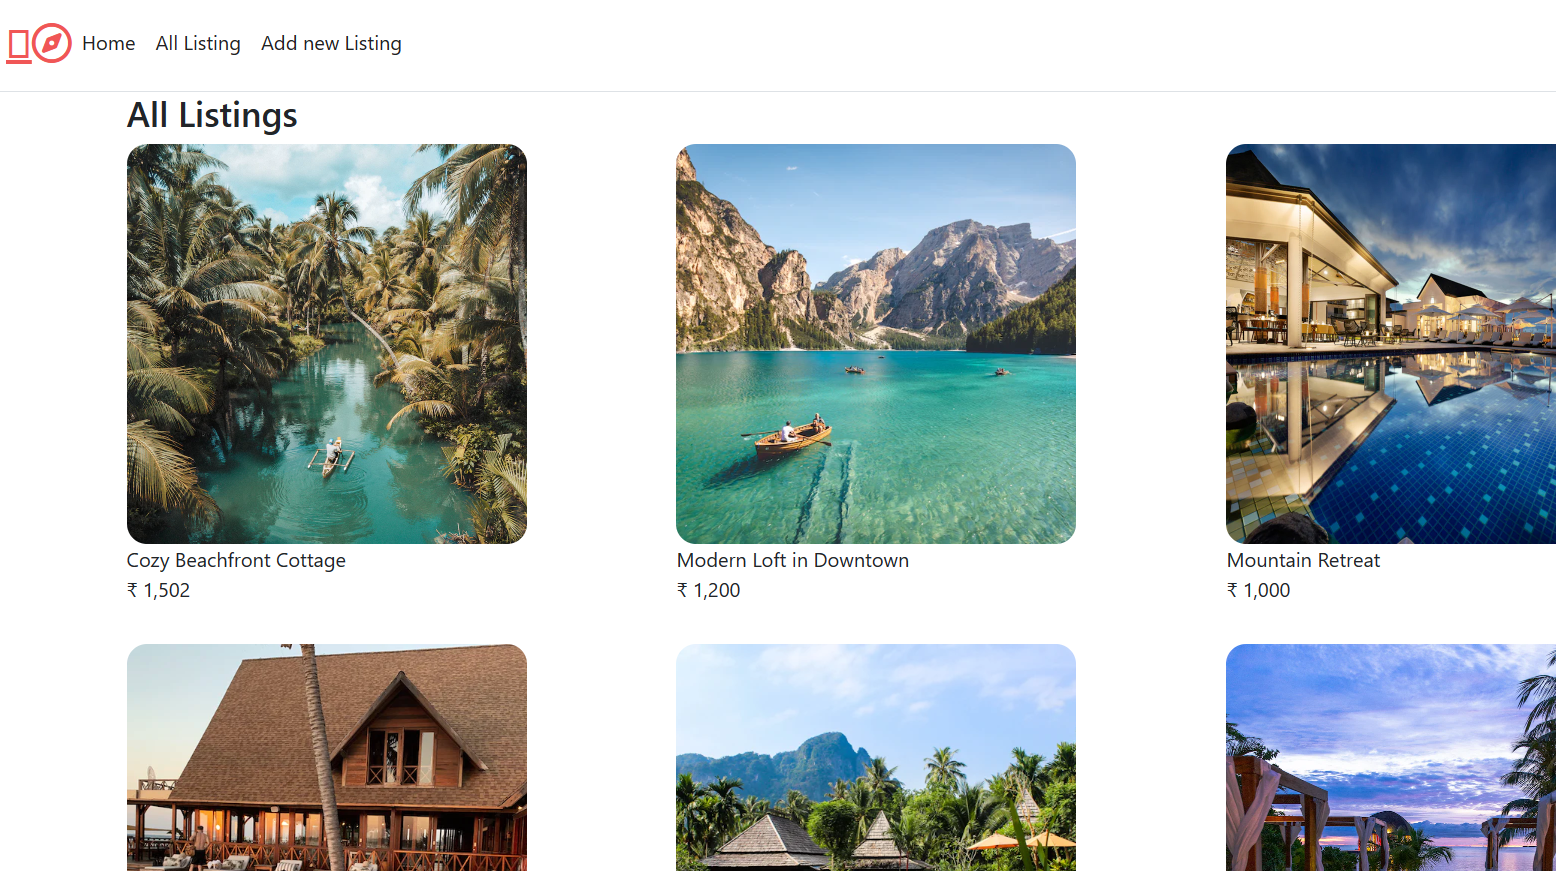 Home All Listing Add new Listing
All Listings
Cozy Beachfront Cottage
₹ 1,502
Modern Loft in Downtown
₹ 1,200
Mountain Retreat
₹ 1,000